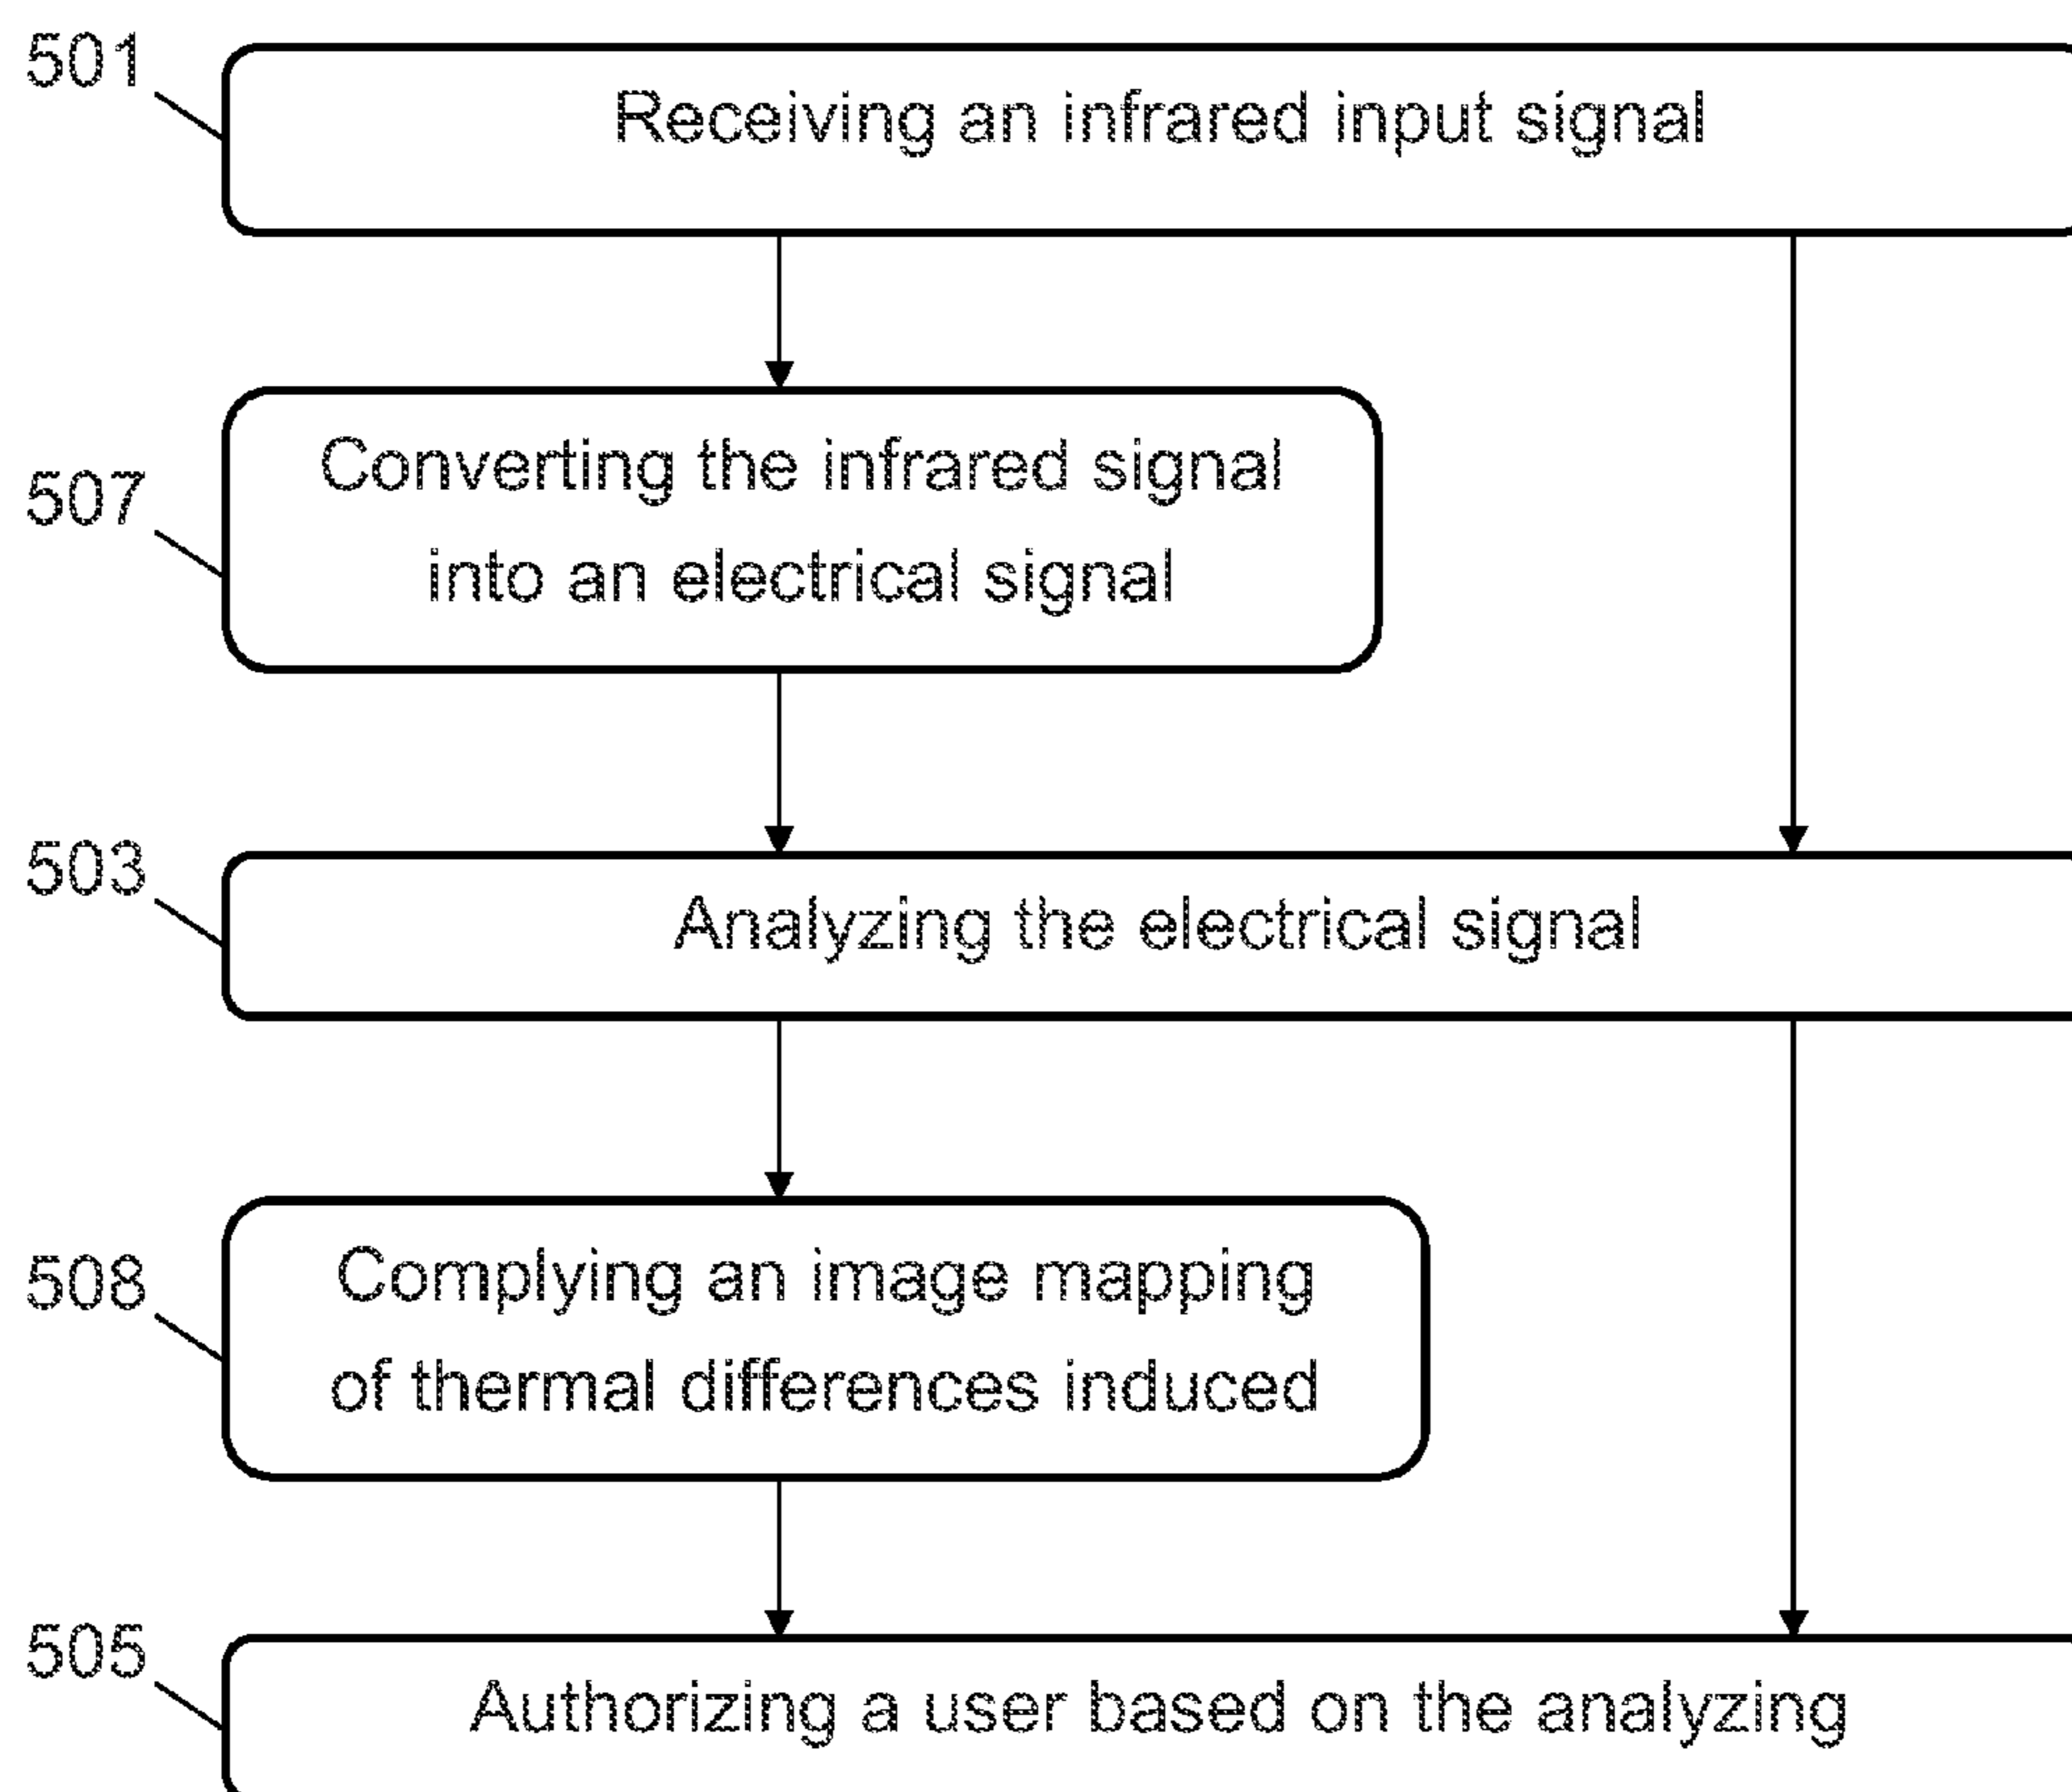 501
Receiving an infrared input signal
507
Converting the infrared signal
into an electrical signal
503
Analyzing the electrical signal
508
Complying an image mapping
of thermal differences induced
505
Authorizing a user based on the analyzing